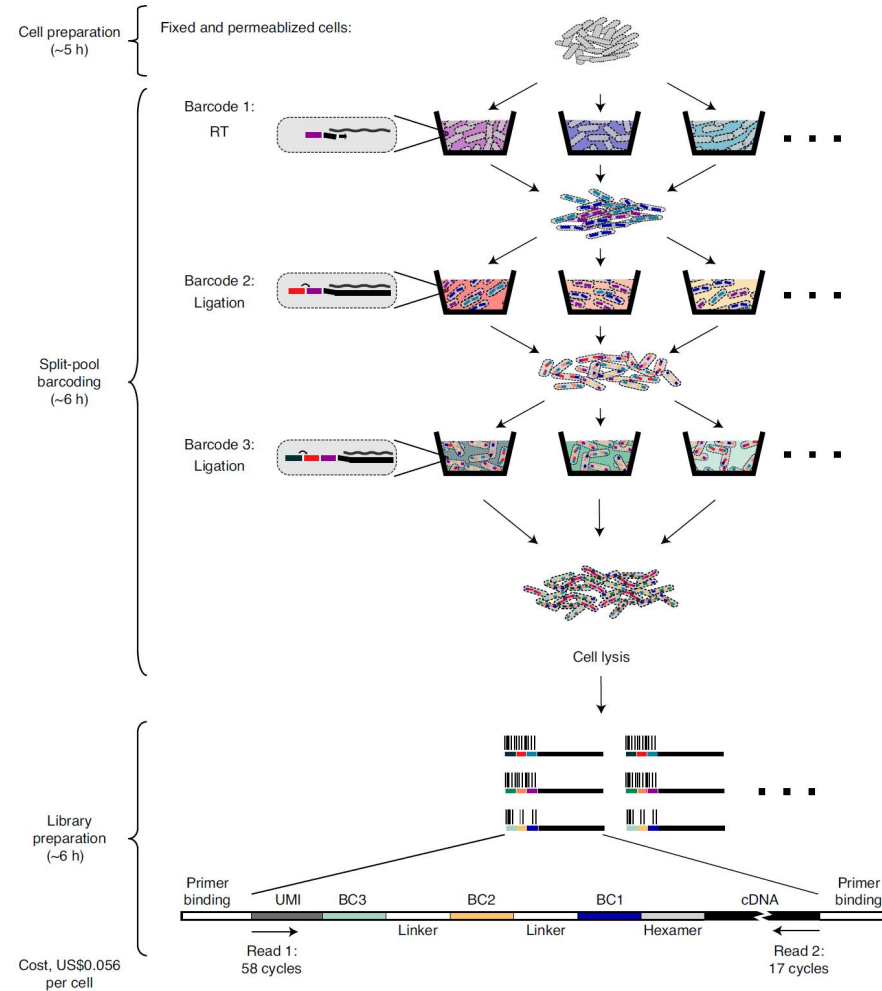 Cell preparation
(~5 h)
Fixed and permeablized cells:
Barcode 1:
RT
Barcode 2:
Ligation
Split-pool
barcoding
(~6 h)
Barcode 3:
Ligation
Cell lysis
Library
preparation
(~6 h)
Primer
binding
UMI
BC3
BC2
BC1
cDNA
Primer
binding
Linker
Linker
Hexamer
Read 1:
58 cycles
Read 2:
17 cycles
Cost, US$0.056
per cell